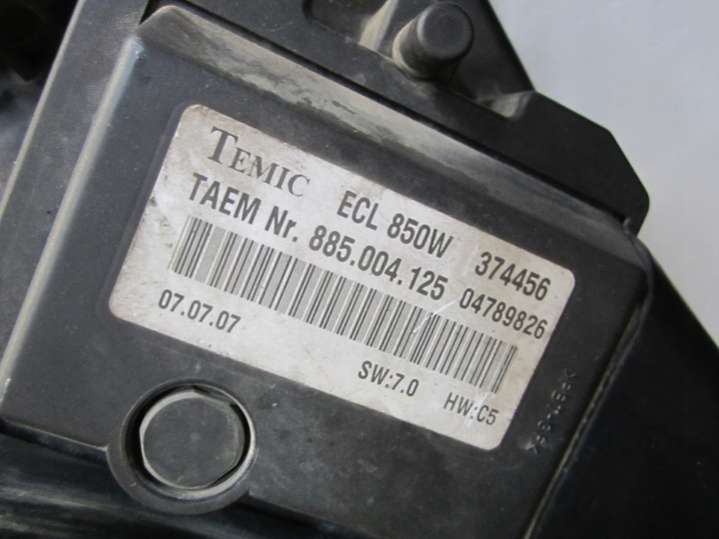 TEMIC ECL 850W 374456
TAEM Nr. 885.004.125 04789826
07.07.07 SW:7.0 HW:C5